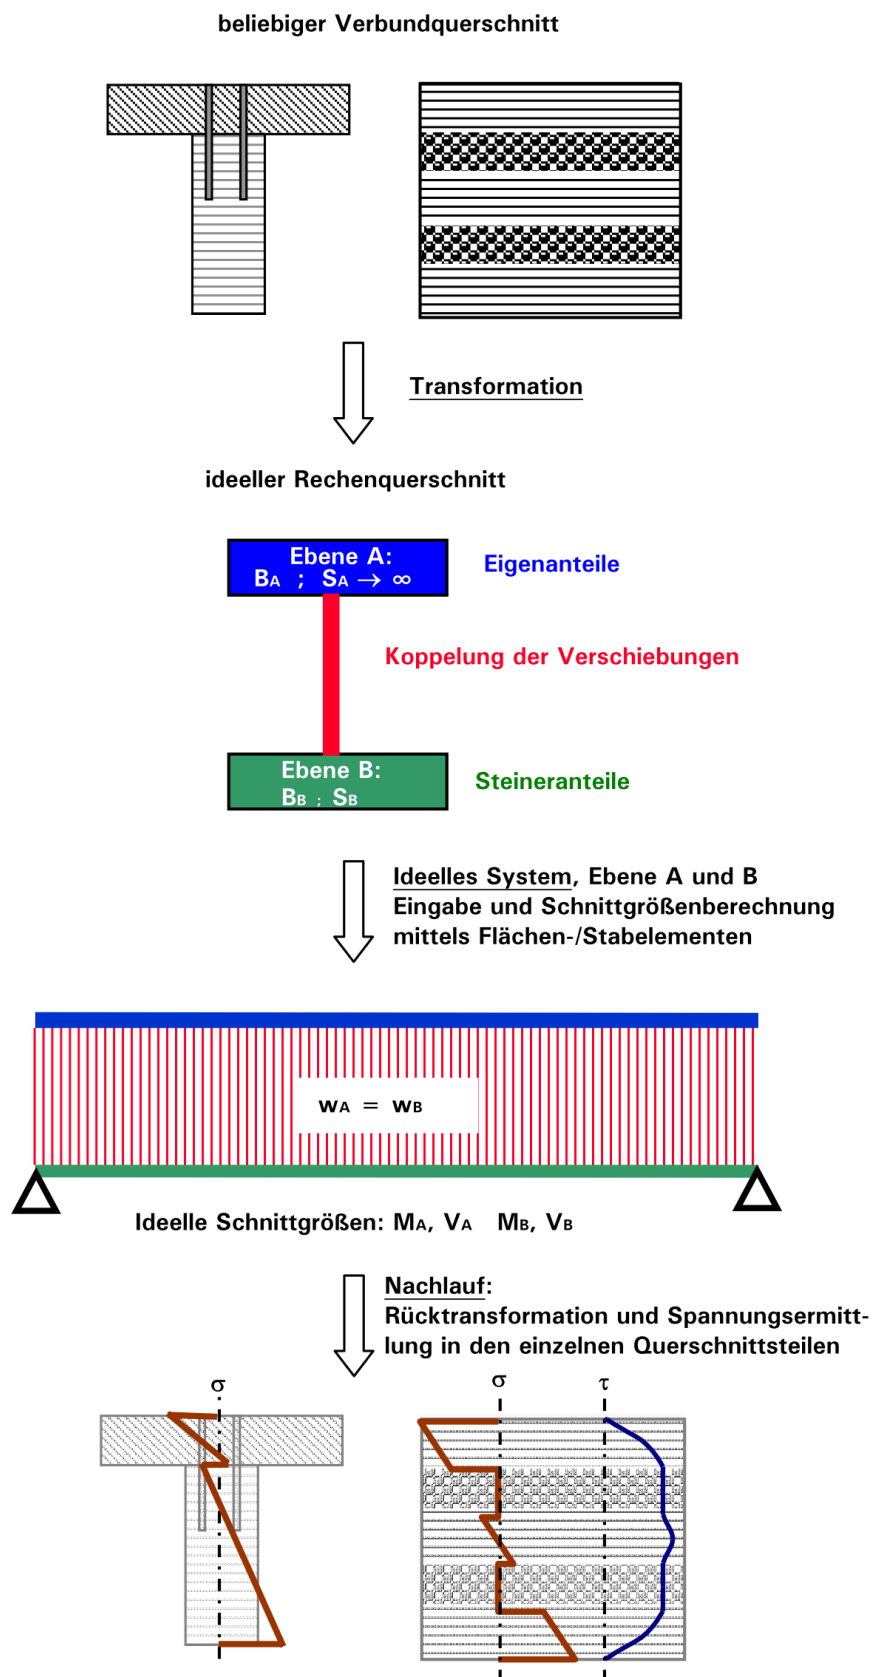 beliebiger Verbundquerschnitt
Transformation
ideeller Rechenquerschnitt
Ebene A:
BA ; SA → ∞
Eigenanteile
Koppelung der Verschiebungen
Ebene B:
BB ; SB
Steineranteile
Ideelles System, Ebene A und B
Eingabe und Schnittgrößenberechnung
mittels Flächen-/Stabelementen
wA = wB
Ideelle Schnittgrößen: MA, VA MB, VB
Nachlauf:
Rücktransformation und Spannungsermitt-
lung in den einzelnen Querschnittsteilen
σ
σ
τ